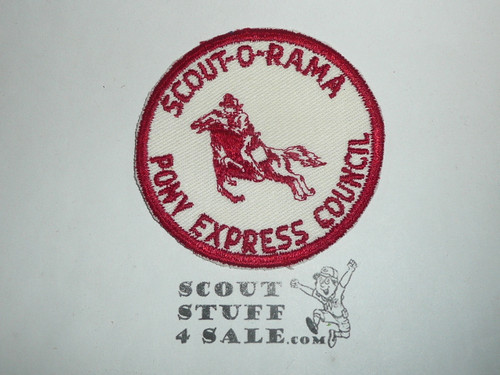 SCOUT-O-RAMA
PONY EXPRESS COUNCIL
SCOUT
STUFF
4 SALE.COM